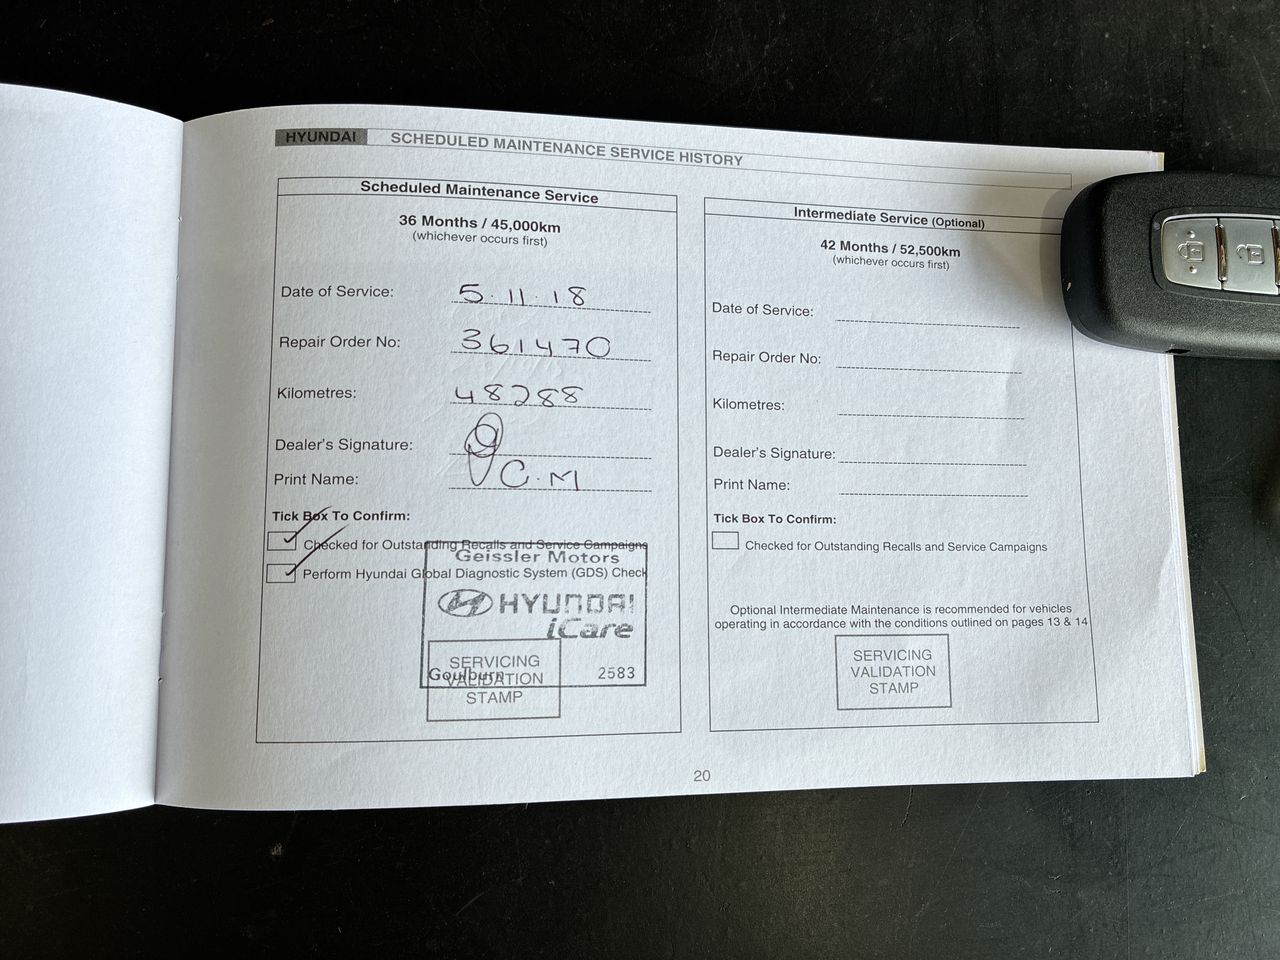 HYUNDAI SCHEDULED MAINTENANCE SERVICE HISTORY
Scheduled Maintenance Service
36 Months / 45,000km
(whichever occurs first)
Date of Service: 5.11.18
Repair Order No: 361470
Kilometres: 48288
Dealer's Signature:
Print Name: C.M
Tick Box To Confirm:
Checked for Outstanding Recalls and Service Campaigns
Perform Hyundai Global Diagnostic System (GDS) Check
Geissler Motors
HYUNDAI
iCare
Goulburn 2583
SERVICING
VALIDATION
STAMP
Intermediate Service (Optional)
42 Months / 52,500km
(whichever occurs first)
Date of Service:
Repair Order No:
Kilometres:
Dealer's Signature:
Print Name:
Tick Box To Confirm:
Checked for Outstanding Recalls and Service Campaigns
Optional Intermediate Maintenance is recommended for vehicles
operating in accordance with the conditions outlined on pages 13 & 14
SERVICING
VALIDATION
STAMP
20